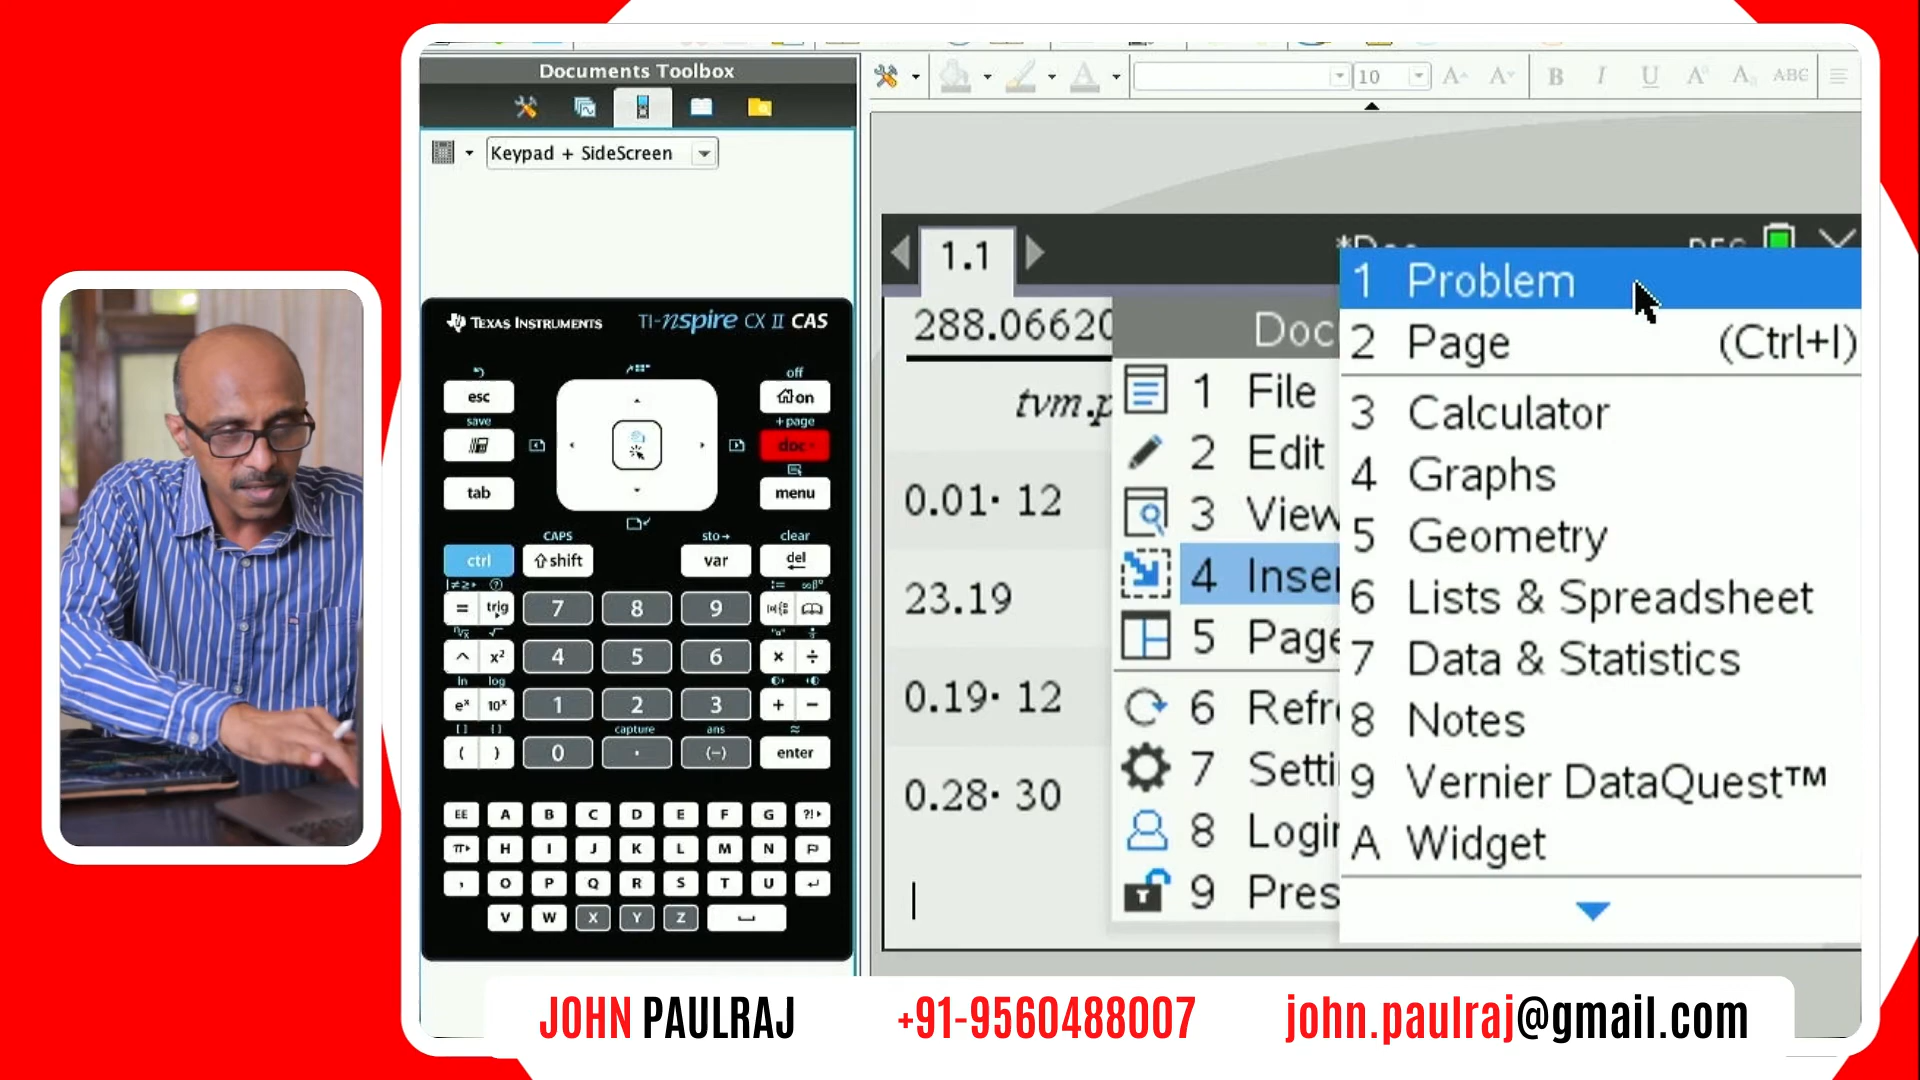 Documents Toolbox
10
B I U
ABC
Keypad + SideScreen
1.1
*Doc
DEG
288.06620
tvm.p
0.01· 12
23.19
0.19· 12
0.28· 30
Doc
1 File
2 Edit
3 View
4 Inser
5 Page
6 Refr
7 Setti
8 Login
9 Pres
1 Problem
2 Page (Ctrl+I)
3 Calculator
4 Graphs
5 Geometry
6 Lists & Spreadsheet
7 Data & Statistics
8 Notes
9 Vernier DataQuest™
A Widget
TEXAS INSTRUMENTS TI-nspire CX II CAS
off
esc on
save +page
doc
tab menu
CAPS sto→ clear
ctrl shift var del
= trig 7 8 9
^ x² 4 5 6 × ÷
ln log
eˣ 10ˣ 1 2 3 + −
[ ] { } capture ans ≈
( ) 0 . (−) enter
EE A B C D E F G ?!▸
π▸ H I J K L M N
, O P Q R S T U
V W X Y Z
JOHN PAULRAJ +91-9560488007 john.paulraj@gmail.com